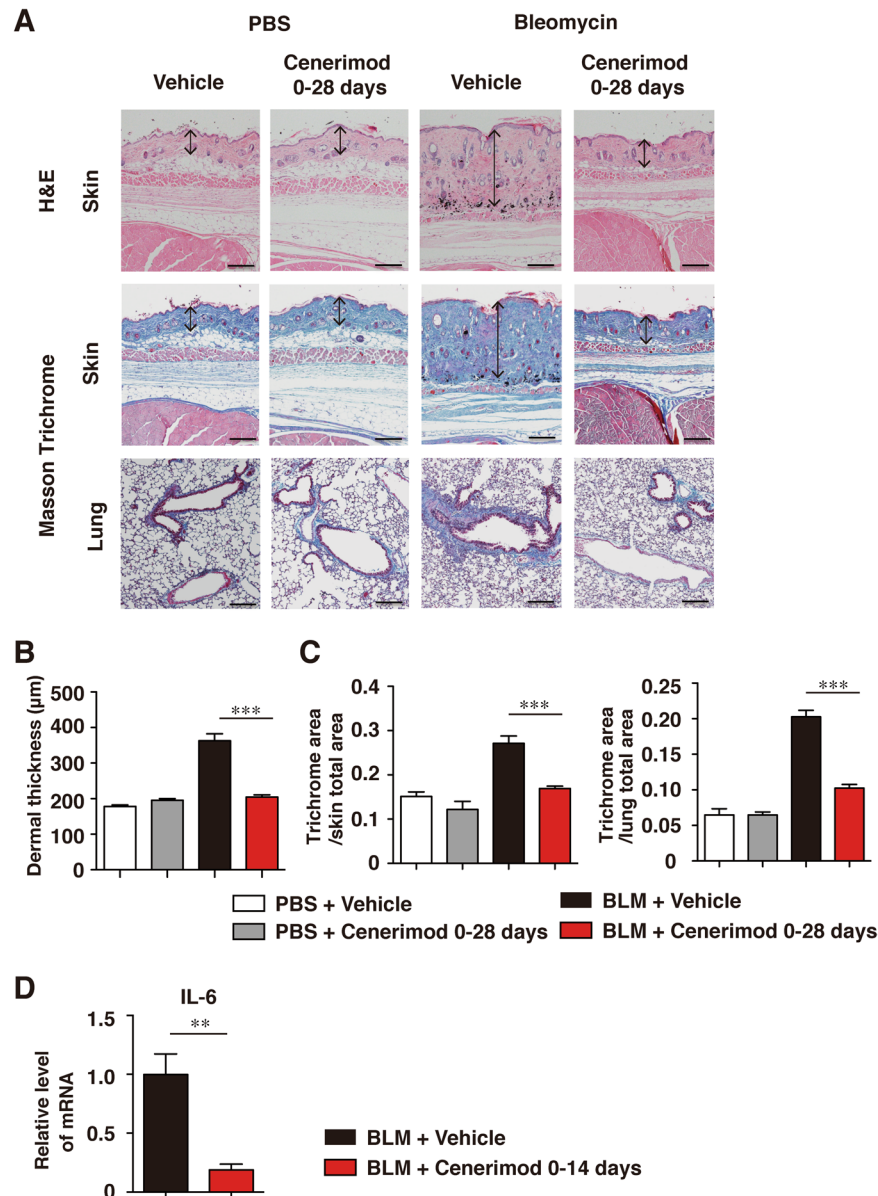 A
PBS
Bleomycin
Vehicle
Cenerimod
0-28 days
Vehicle
Cenerimod
0-28 days
H&E
Skin
Masson Trichrome
Skin
Lung
B
Dermal thickness (µm)
500
400
300
200
100
0
***
C
Trichrome area
/skin total area
0.4
0.3
0.2
0.1
0
***
Trichrome area
/lung total area
0.25
0.20
0.15
0.10
0.05
0
***
PBS + Vehicle
BLM + Vehicle
PBS + Cenerimod 0-28 days
BLM + Cenerimod 0-28 days
D
IL-6
Relative level
of mRNA
1.5
1.0
0.5
0
**
BLM + Vehicle
BLM + Cenerimod 0-14 days